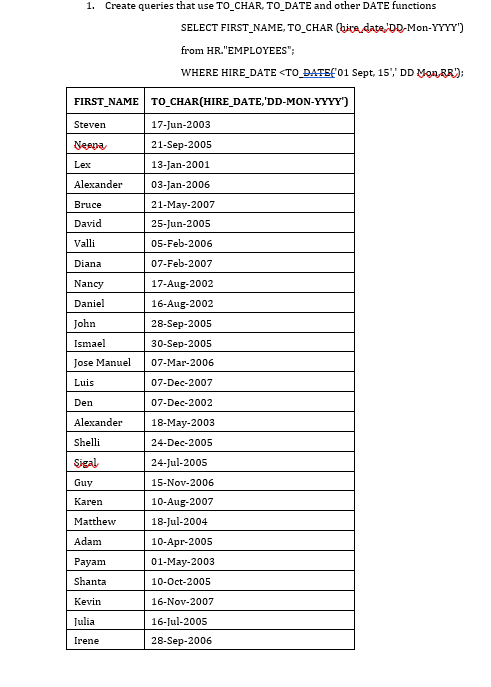 1. Create queries that use TO_CHAR, TO_DATE and other DATE functions
SELECT FIRST_NAME, TO_CHAR (hire_date,'DD-Mon-YYYY')
from HR."EMPLOYEES";
WHERE HIRE_DATE <TO_DATE('01 Sept, 15',' DD Mon,RR');
FIRST_NAME TO_CHAR(HIRE_DATE,'DD-MON-YYYY')
Steven 17-Jun-2003
Neena 21-Sep-2005
Lex 13-Jan-2001
Alexander 03-Jan-2006
Bruce 21-May-2007
David 25-Jun-2005
Valli 05-Feb-2006
Diana 07-Feb-2007
Nancy 17-Aug-2002
Daniel 16-Aug-2002
John 28-Sep-2005
Ismael 30-Sep-2005
Jose Manuel 07-Mar-2006
Luis 07-Dec-2007
Den 07-Dec-2002
Alexander 18-May-2003
Shelli 24-Dec-2005
Sigal 24-Jul-2005
Guy 15-Nov-2006
Karen 10-Aug-2007
Matthew 18-Jul-2004
Adam 10-Apr-2005
Payam 01-May-2003
Shanta 10-Oct-2005
Kevin 16-Nov-2007
Julia 16-Jul-2005
Irene 28-Sep-2006